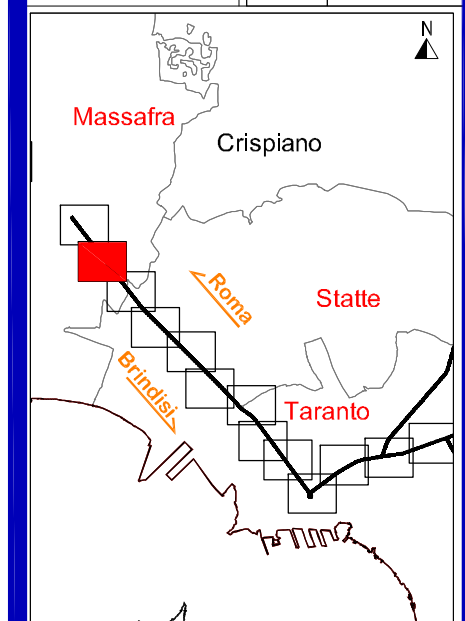 N
Massafra
Crispiano
Roma
Statte
Brindisi
Taranto